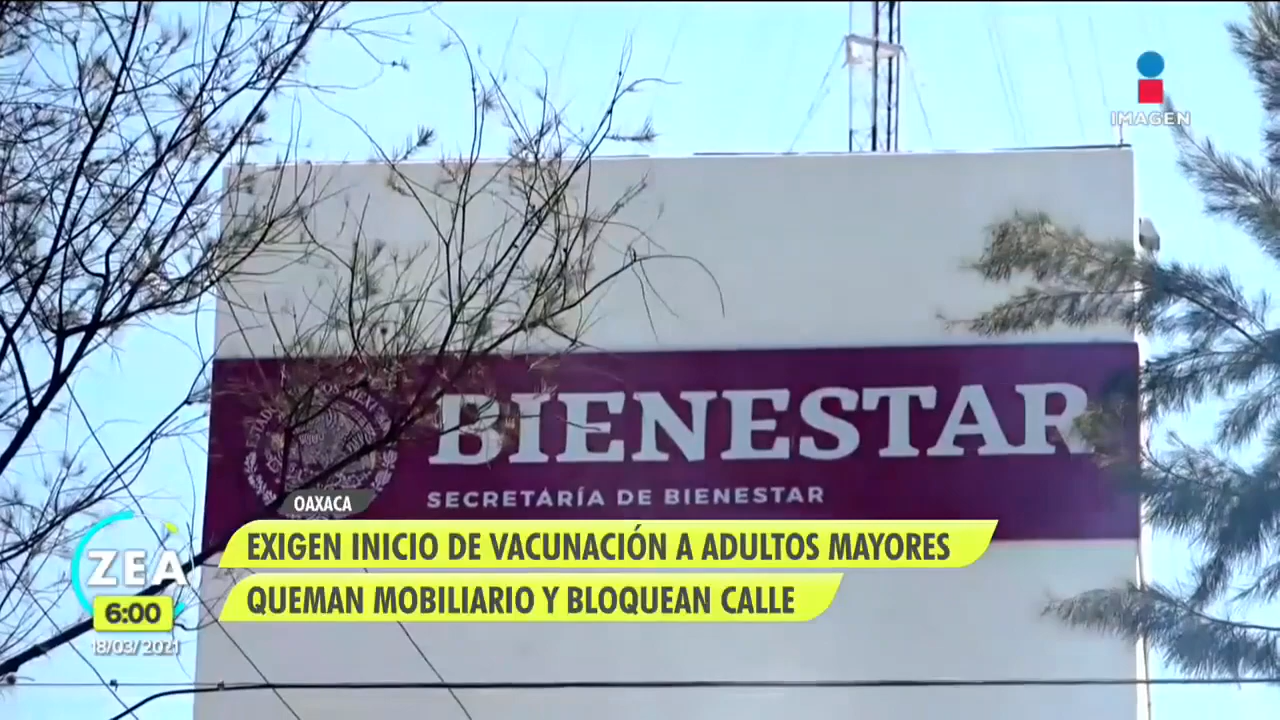 IMAGEN
BIENESTAR
SECRETARÍA DE BIENESTAR
OAXACA
EXIGEN INICIO DE VACUNACIÓN A ADULTOS MAYORES
QUEMAN MOBILIARIO Y BLOQUEAN CALLE
ZEA
6:00
18/03/2021